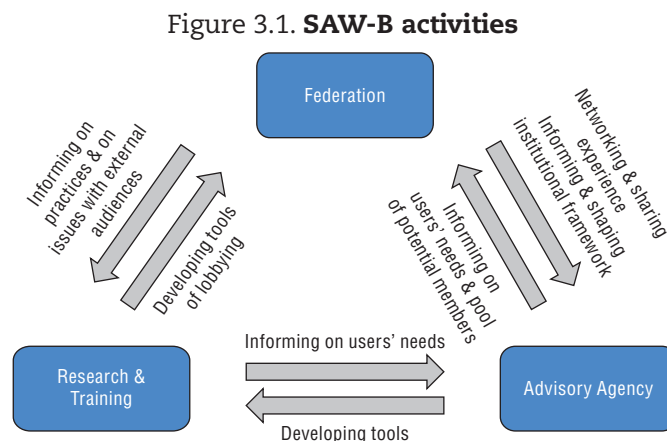 Figure 3.1. SAW-B activities
Federation
Informing on
practices & on
issues with external
audiences
Developing tools
of lobbying
Networking & sharing
experience
Informing & shaping
institutional framework
Informing on
users' needs & pool
of potential members
Informing on users' needs
Research &
Training
Advisory Agency
Developing tools